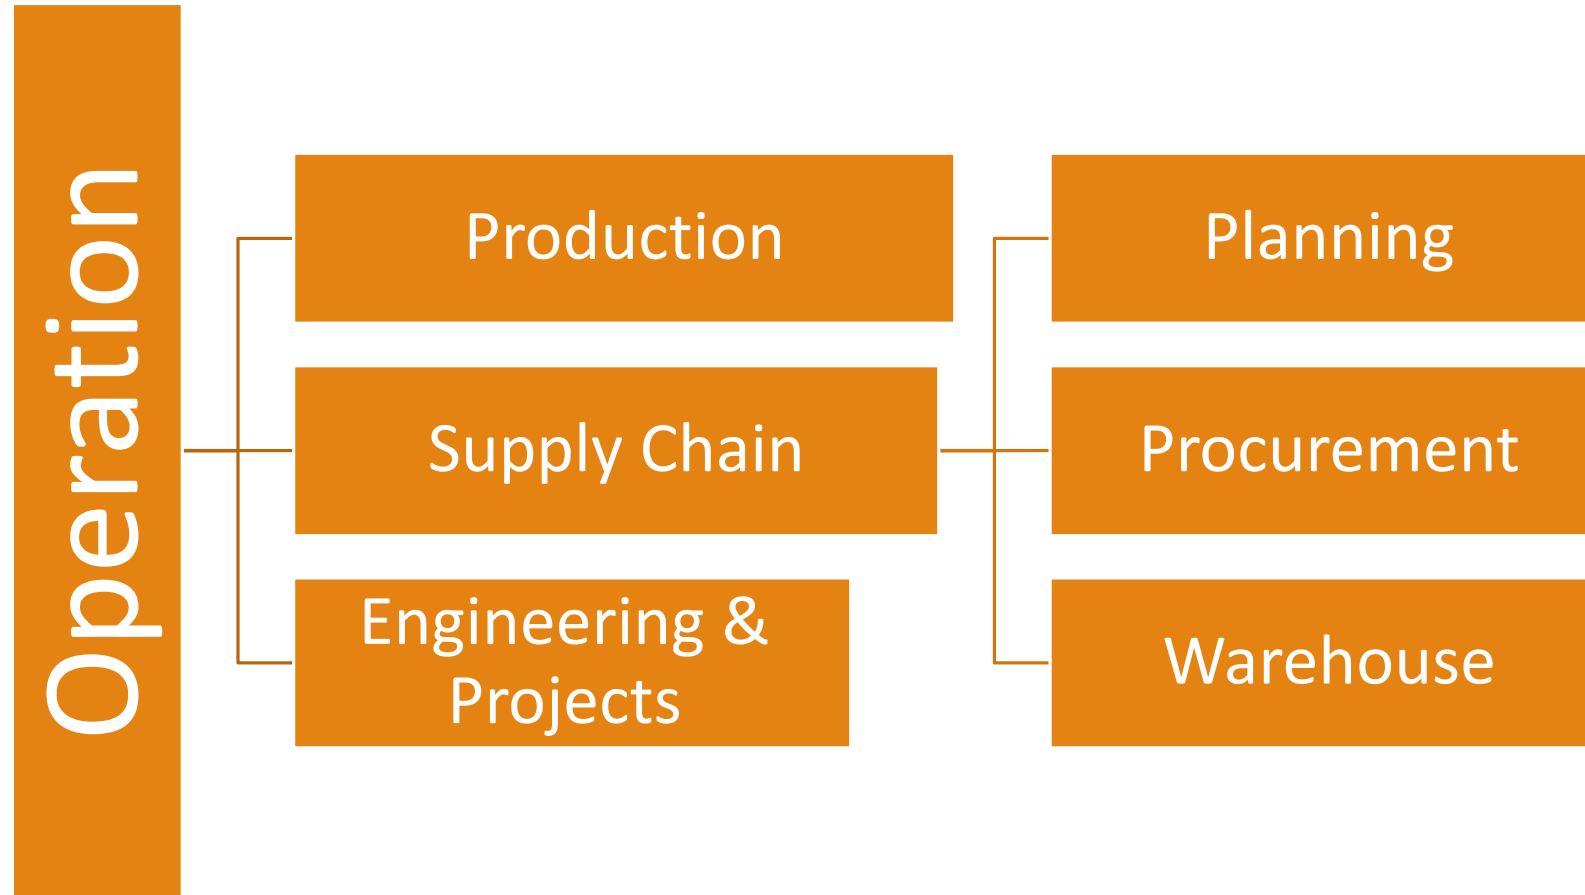 Operation
Production
Supply Chain
Engineering &
Projects
Planning
Procurement
Warehouse